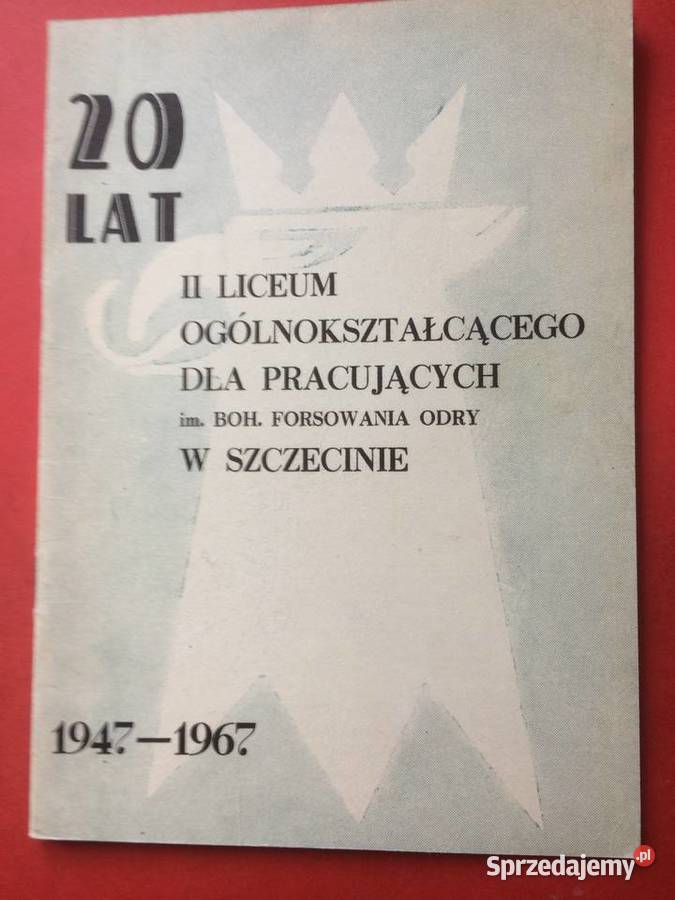 20
LAT
II LICEUM
OGÓLNOKSZTAŁCĄCEGO
DLA PRACUJĄCYCH
im. BOH. FORSOWANIA ODRY
W SZCZECINIE
1947—1967
Sprzedajemy.pl